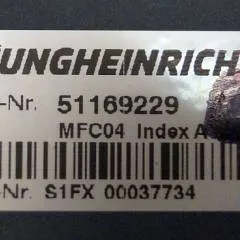 UNGHEINRICH
-Nr. 51169229
MFC04 Index A
-Nr. S1FX 00037734